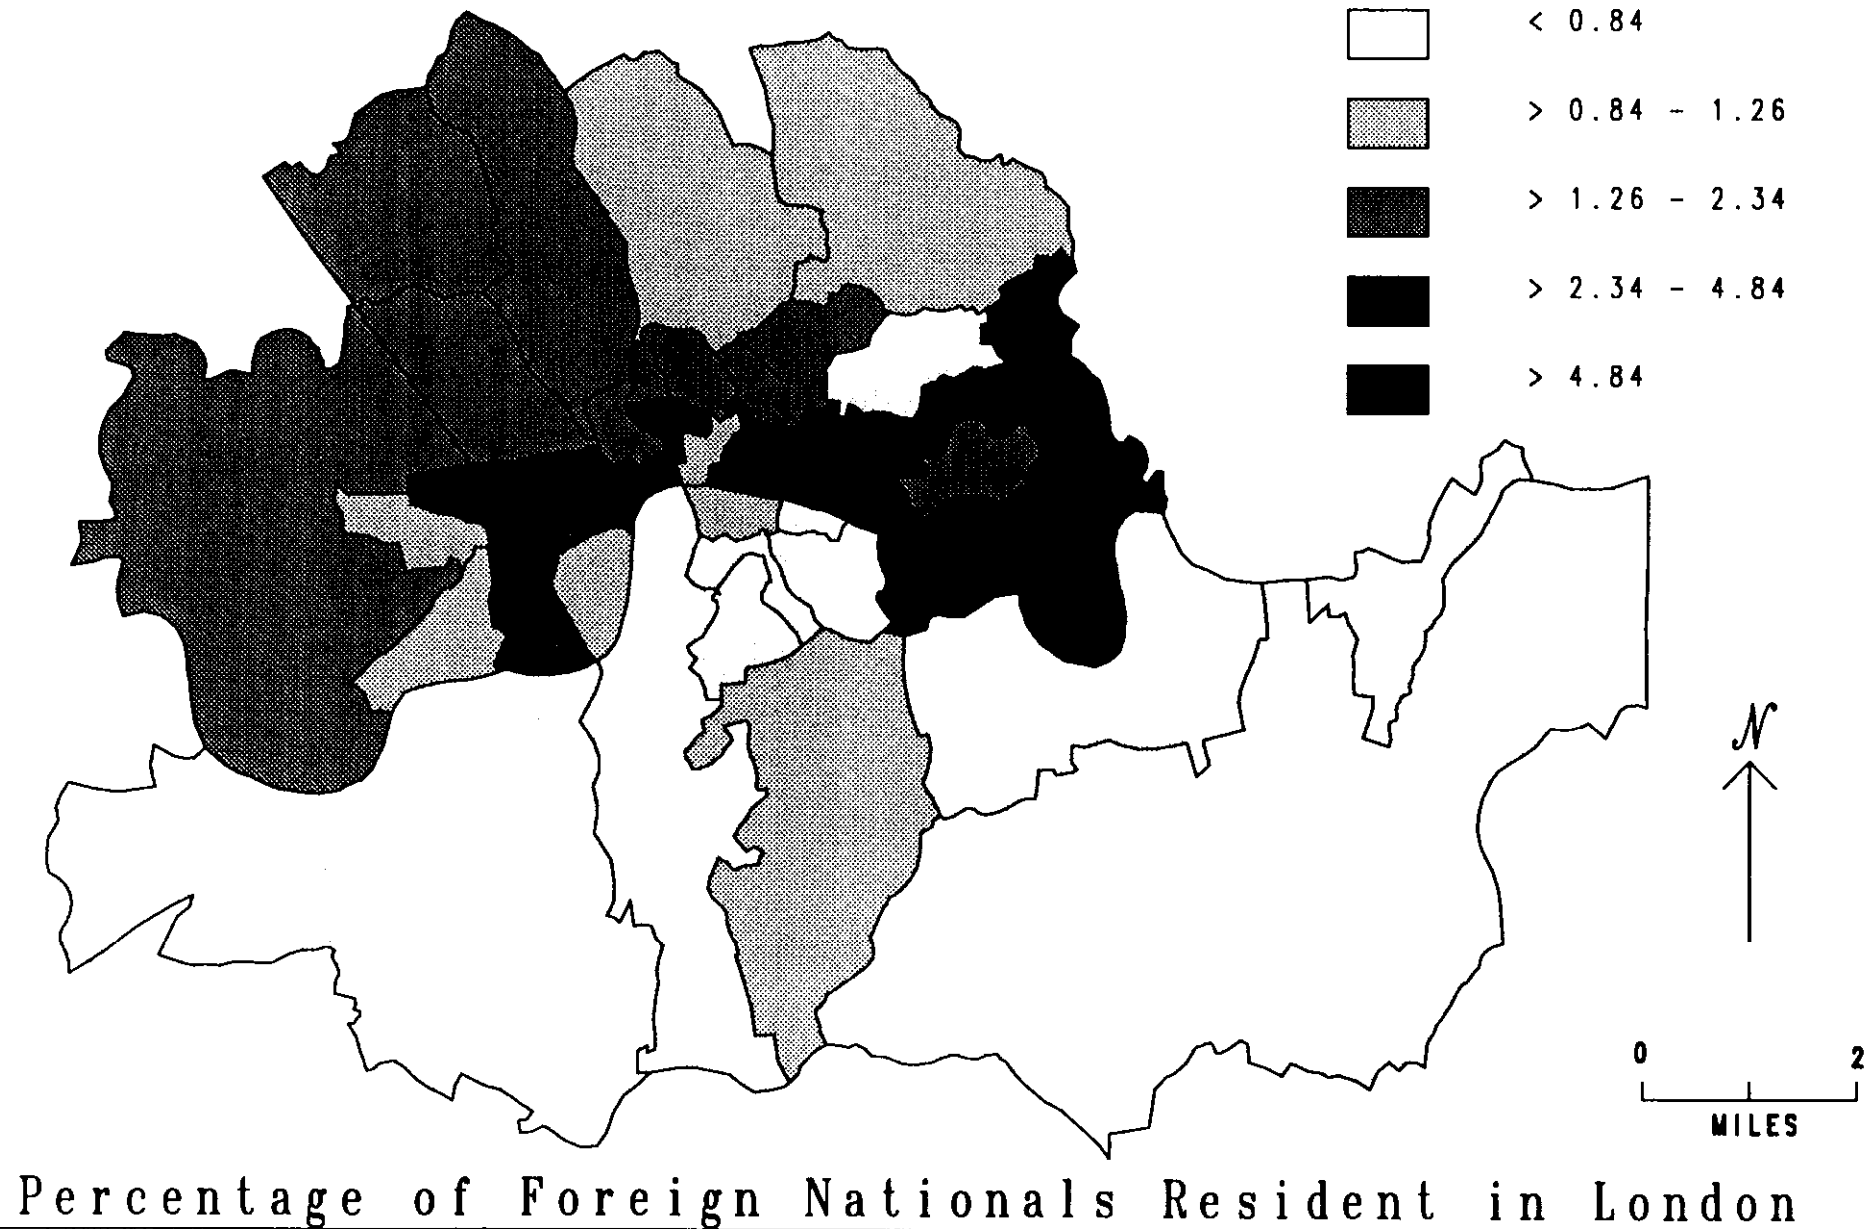 < 0.84
> 0.84 - 1.26
> 1.26 - 2.34
> 2.34 - 4.84
> 4.84
N
0 2
MILES
Percentage of Foreign Nationals Resident in London